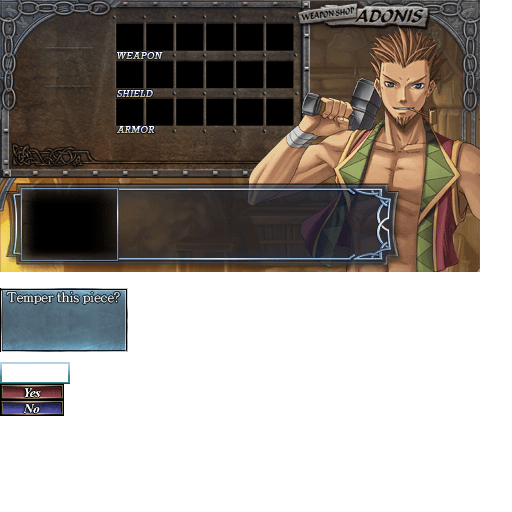 WEAPON SHOP ADONIS
WEAPON
SHIELD
ARMOR
Temper this piece?
Yes
No